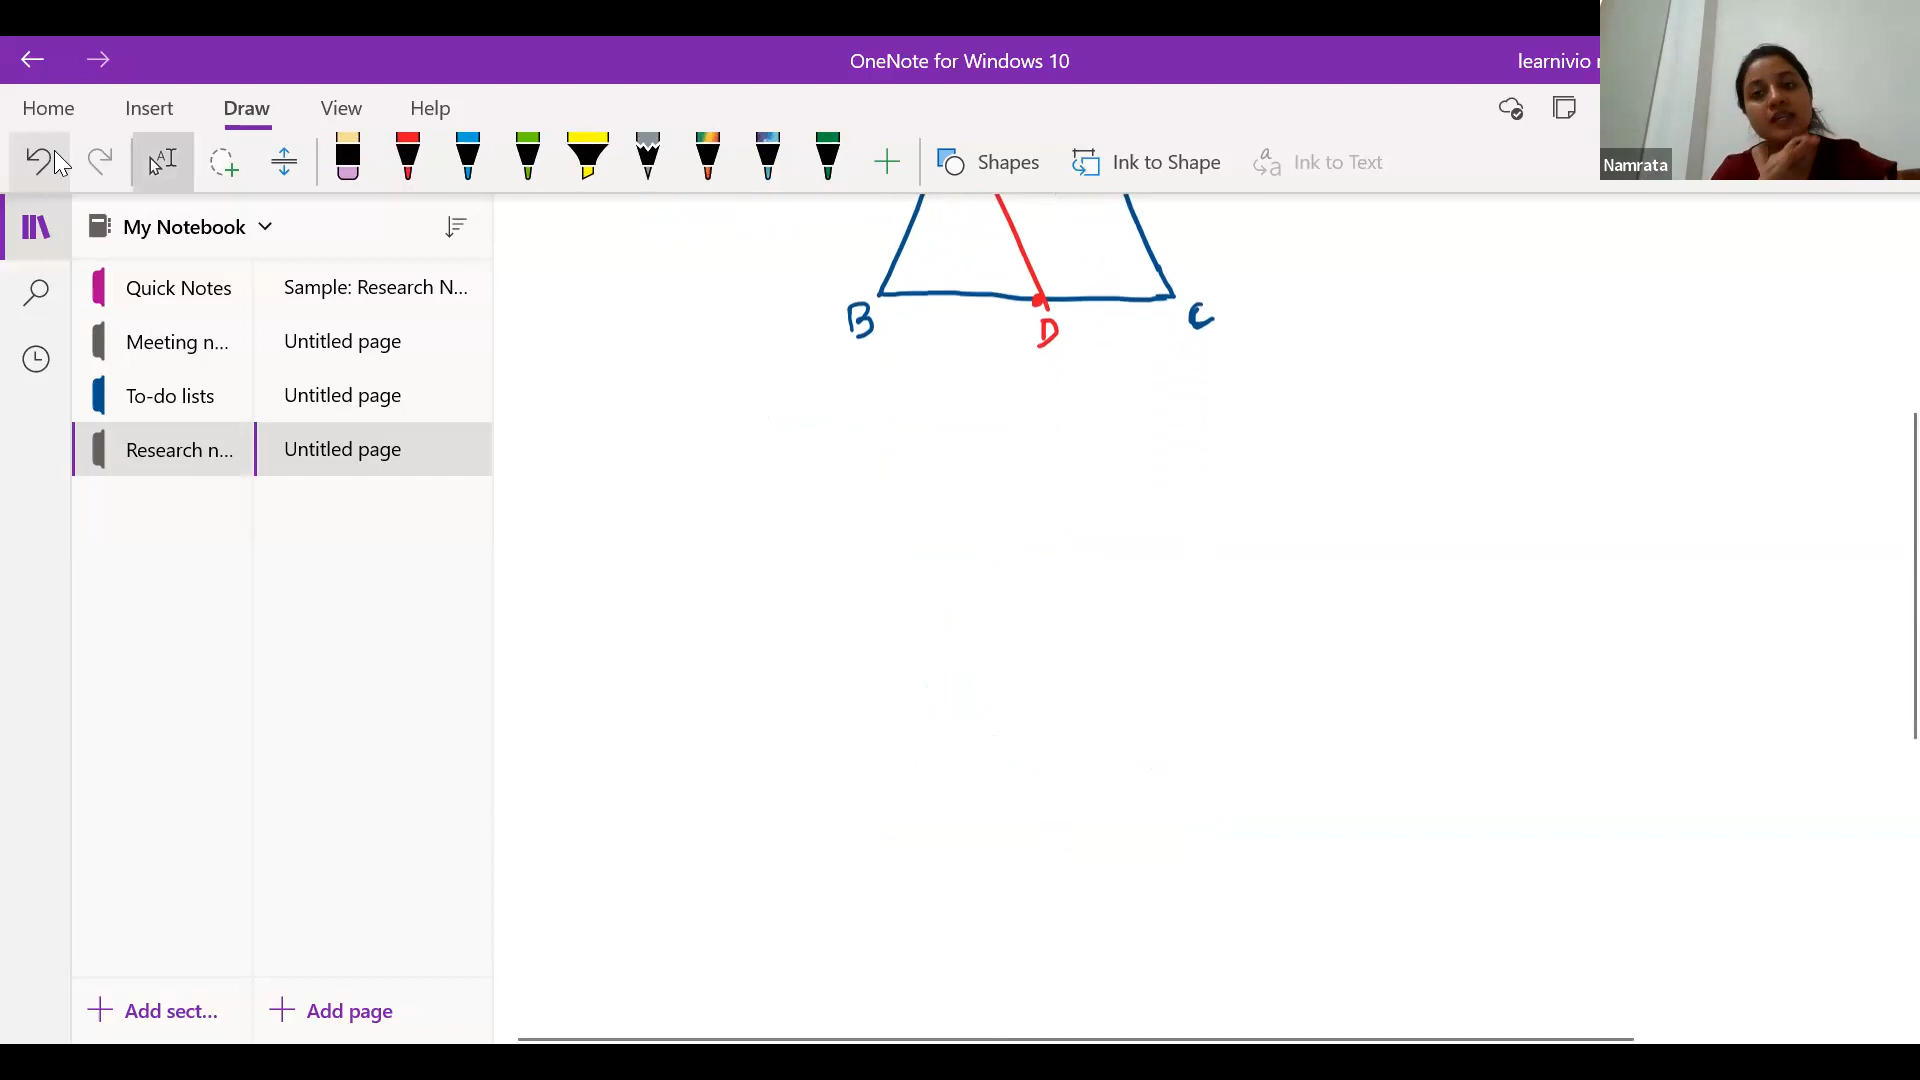 OneNote for Windows 10
learnivio
Home Insert Draw View Help
Shapes Ink to Shape Ink to Text
Namrata
My Notebook
Quick Notes
Meeting n...
To-do lists
Research n...
Sample: Research N...
Untitled page
Untitled page
Untitled page
B
D
C
Add sect...
Add page